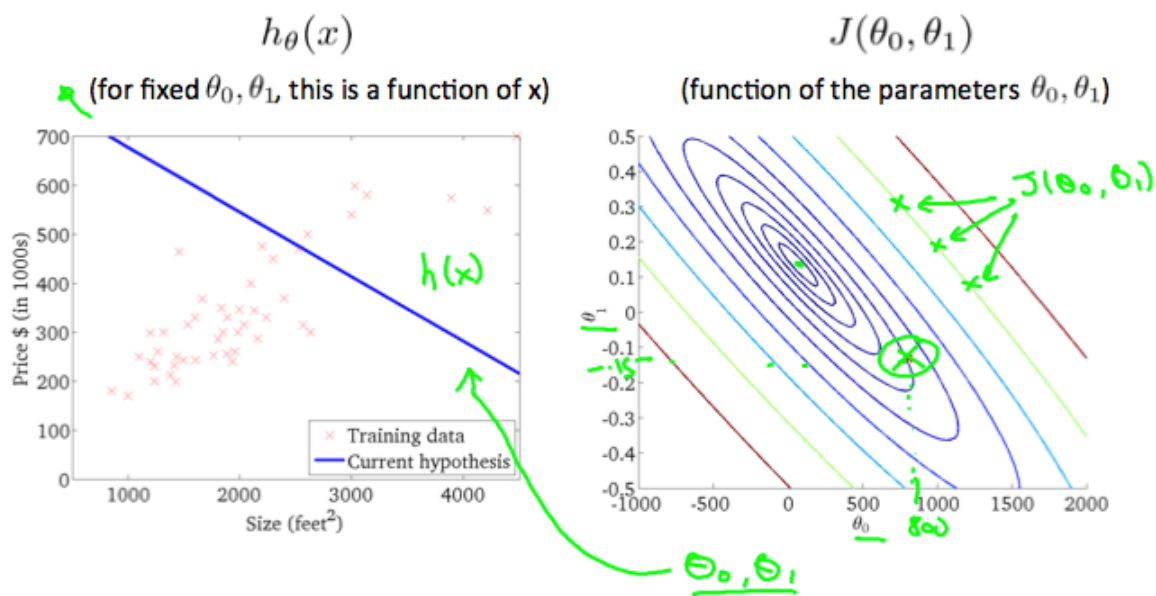 h_θ(x)
(for fixed θ₀, θ₁, this is a function of x)
700
600
500
400
300
200
100
0
Price $ (in 1000s)
h(x)
× Training data
Current hypothesis
1000 2000 3000 4000
Size (feet²)
J(θ₀, θ₁)
(function of the parameters θ₀, θ₁)
0.5
0.4
0.3
0.2
0.1
0
-0.1
-0.2
-0.3
-0.4
-0.5
θ₁
-.15
J(θ₀, θ₁)
-1000 -500 0 500 1000 1500 2000
θ₀
800
θ₀, θ₁